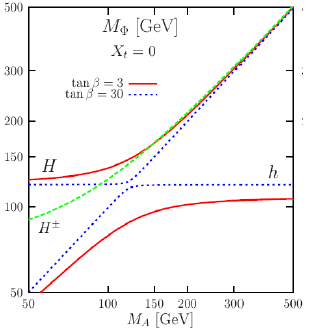 500
M_Φ [GeV]
X_t = 0
tan β = 3
tan β = 30
300
200
150
H
h
100
H^±
50
50 100 150 200 300 500
M_A [GeV]